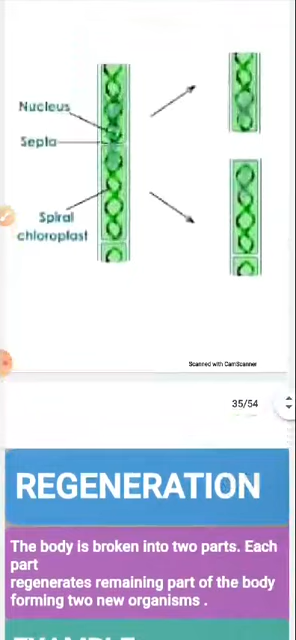 Nucleus
Septa
Spiral
chloroplast
Scanned with CamScanner
35/54
REGENERATION
The body is broken into two parts. Each
part
regenerates remaining part of the body
forming two new organisms .
EXAMPLE